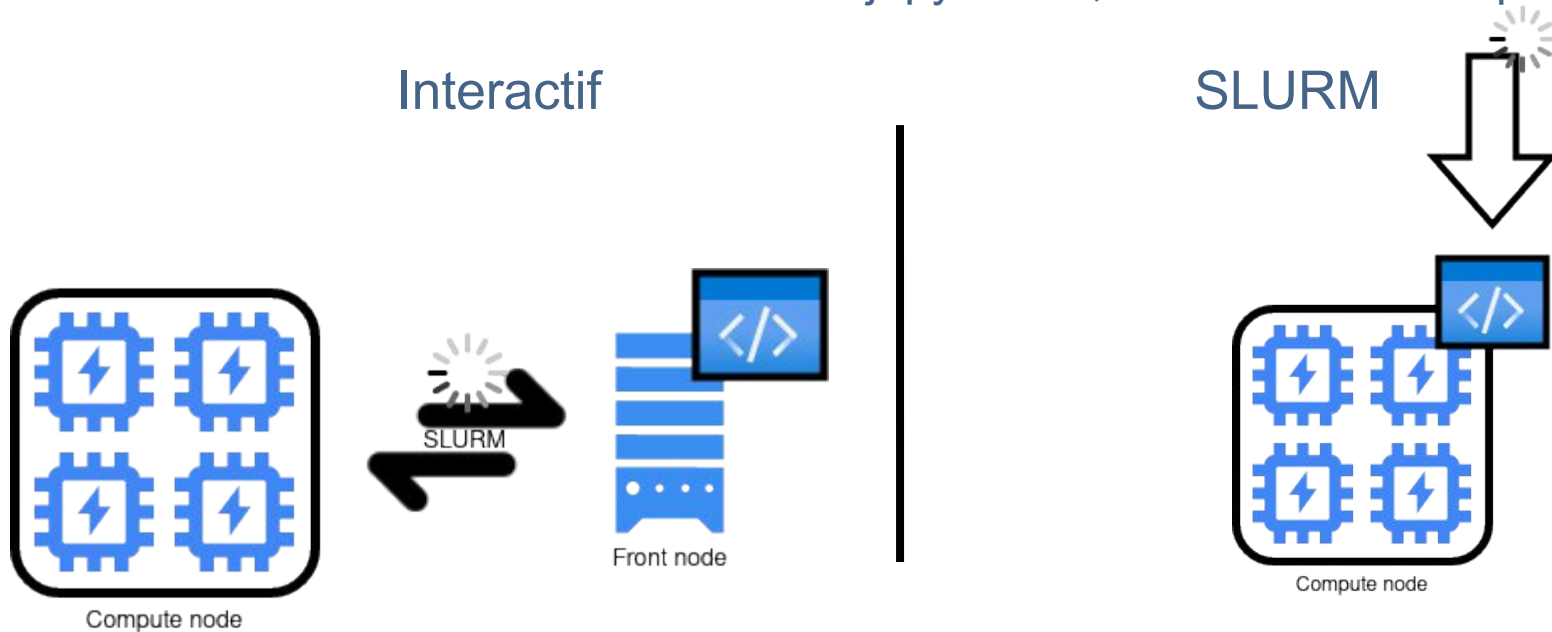 Interactif
SLURM
</>
</>
SLURM
Front node
Compute node
Compute node